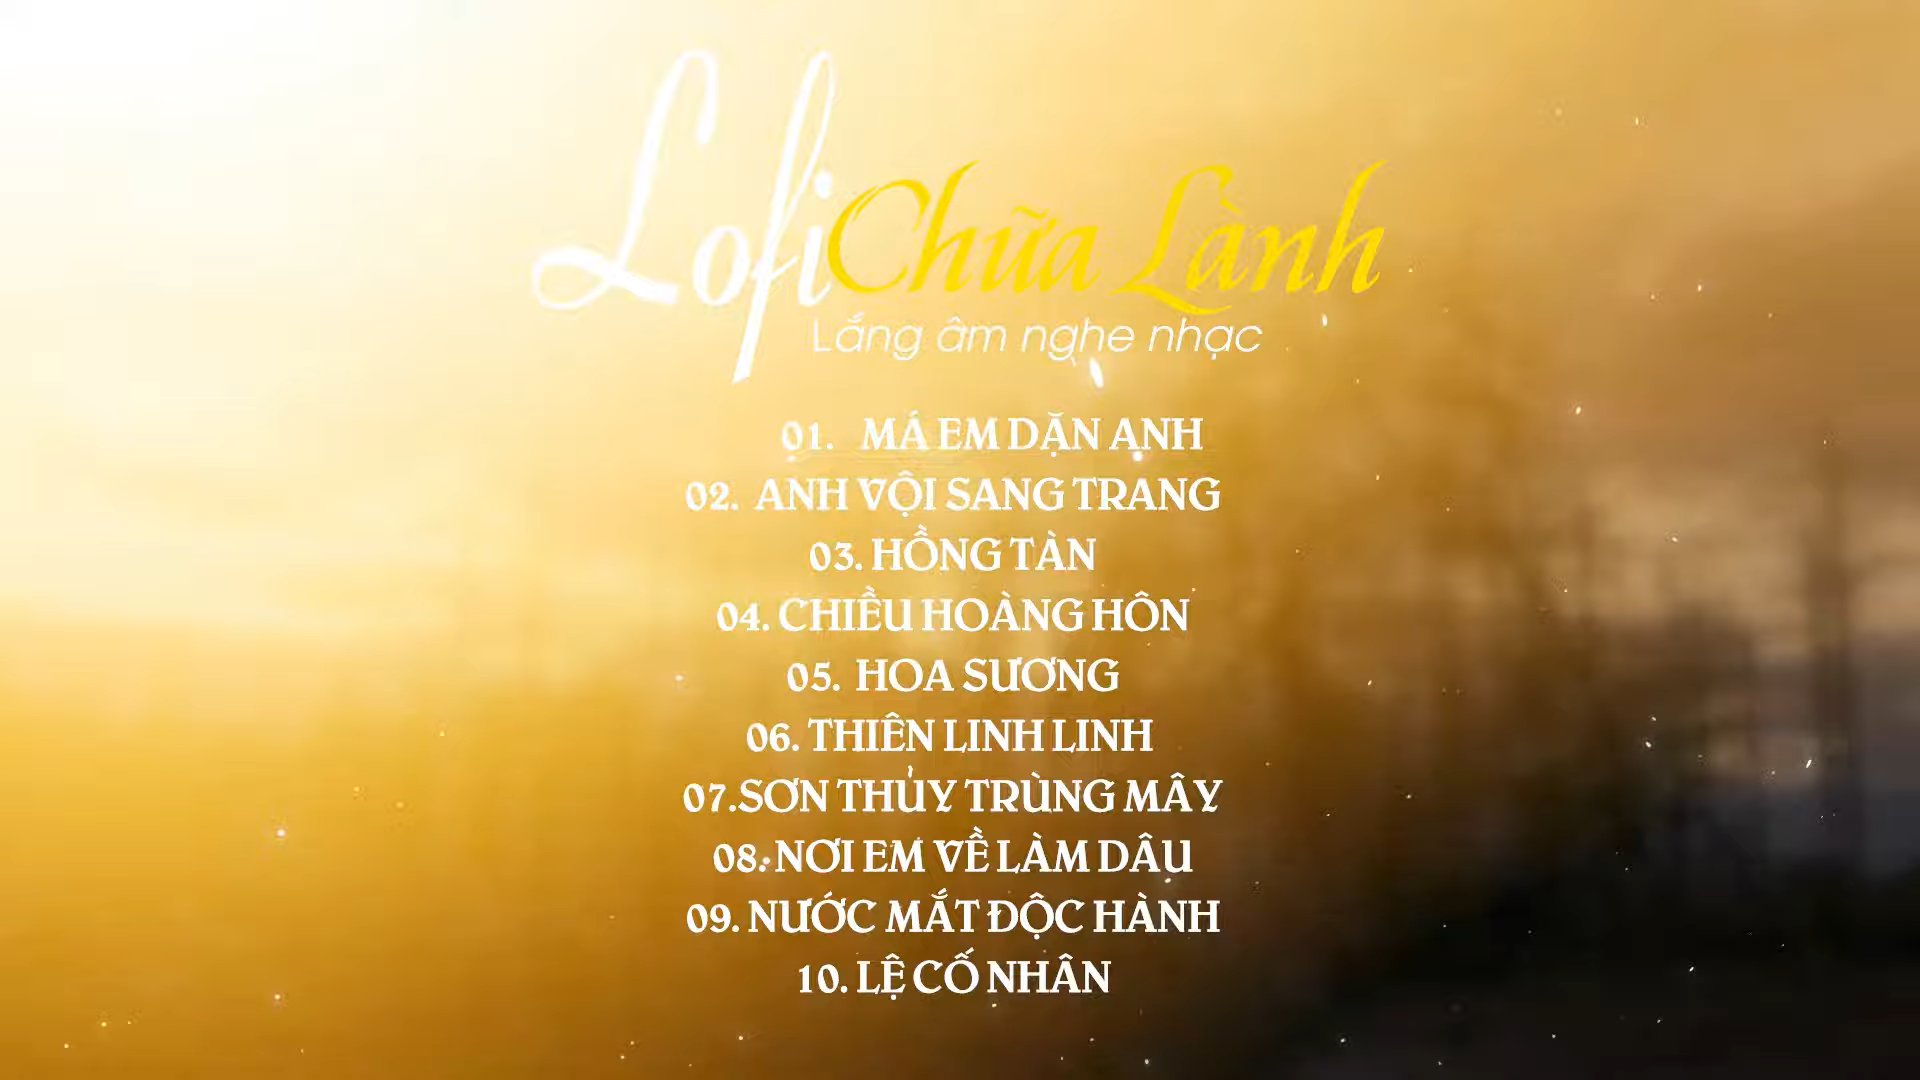 Lofi Chữa Lành
Lắng âm nghe nhạc
01. MÁ EM DẶN ANH
02. ANH VỘI SANG TRANG
03. HỒNG TÀN
04. CHIỀU HOÀNG HÔN
05. HOA SƯƠNG
06. THIÊN LINH LINH
07.SƠN THỦY TRÙNG MÂY
08. NƠI EM VỀ LÀM DÂU
09. NƯỚC MẮT ĐỘC HÀNH
10. LỆ CỐ NHÂN